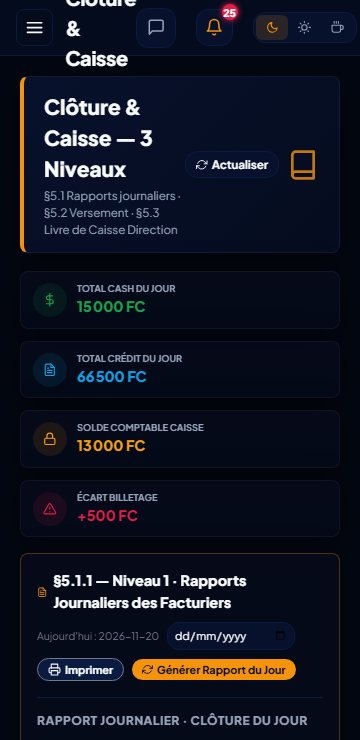 Clôture
&
Caisse
25
Clôture &
Caisse — 3
Niveaux
Actualiser
§5.1 Rapports journaliers ·
§5.2 Versement · §5.3
Livre de Caisse Direction
TOTAL CASH DU JOUR
15 000 FC
TOTAL CRÉDIT DU JOUR
66 500 FC
SOLDE COMPTABLE CAISSE
13 000 FC
ÉCART BILLETAGE
+500 FC
§5.1.1 — Niveau 1 · Rapports
Journaliers des Facturiers
Aujourd'hui : 2026-11-20 dd/mm/yyyy
Imprimer Générer Rapport du Jour
RAPPORT JOURNALIER · CLÔTURE DU JOUR